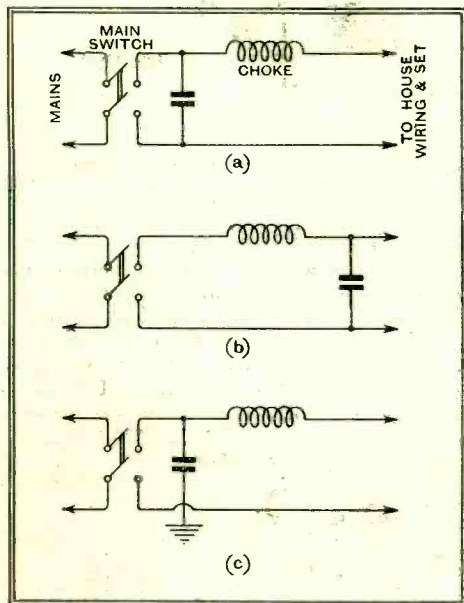 MAIN
SWITCH
MAINS
CHOKE
TO HOUSE
WIRING & SET
(a)
(b)
(c)